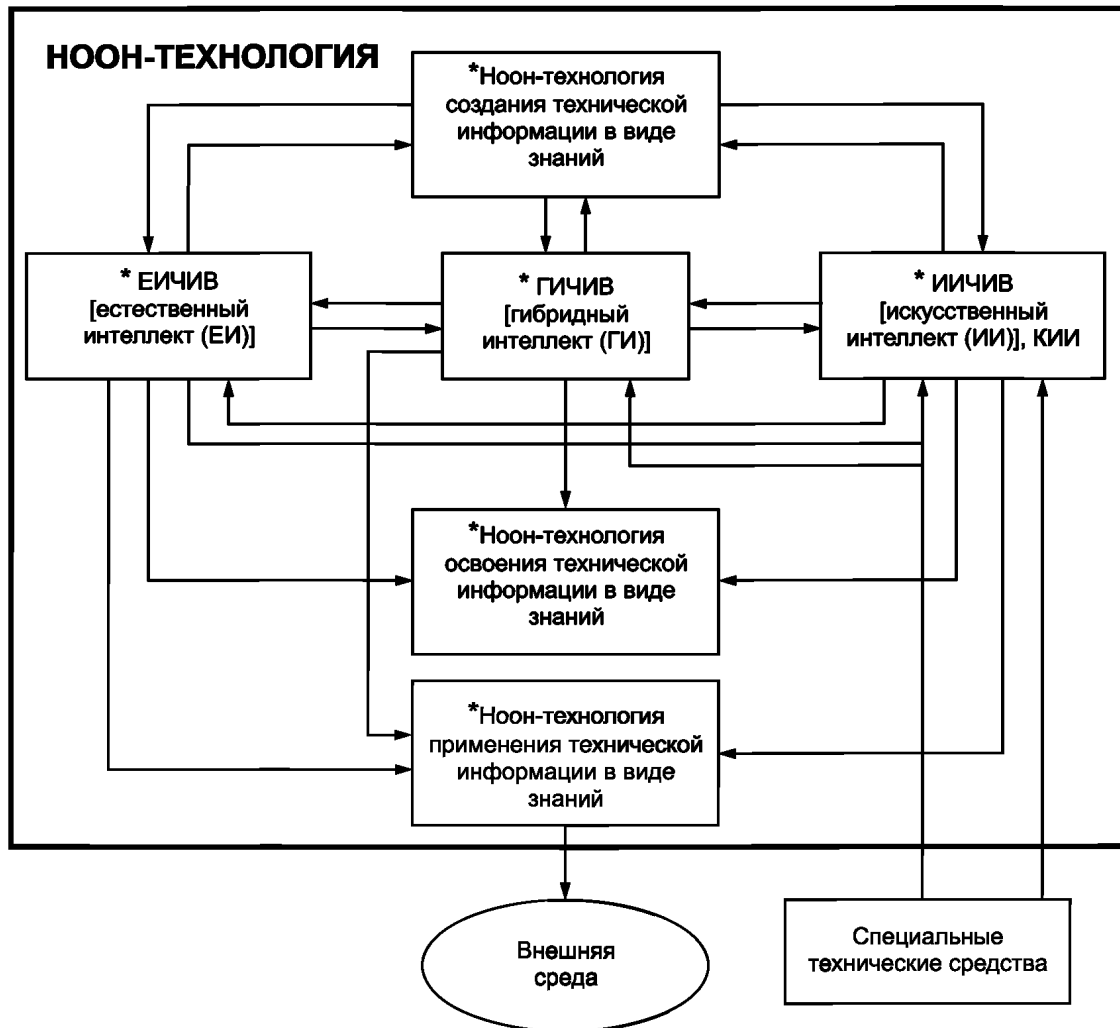 НООН-ТЕХНОЛОГИЯ
*Ноон-технология
создания технической
информации в виде
знаний
* ЕИЧИВ
[естественный
интеллект (ЕИ)]
* ГИЧИВ
[гибридный
интеллект (ГИ)]
* ИИЧИВ
[искусственный
интеллект (ИИ)], КИИ
*Ноон-технология
освоения технической
информации в виде
знаний
*Ноон-технология
применения технической
информации в виде
знаний
Внешняя
среда
Специальные
технические средства